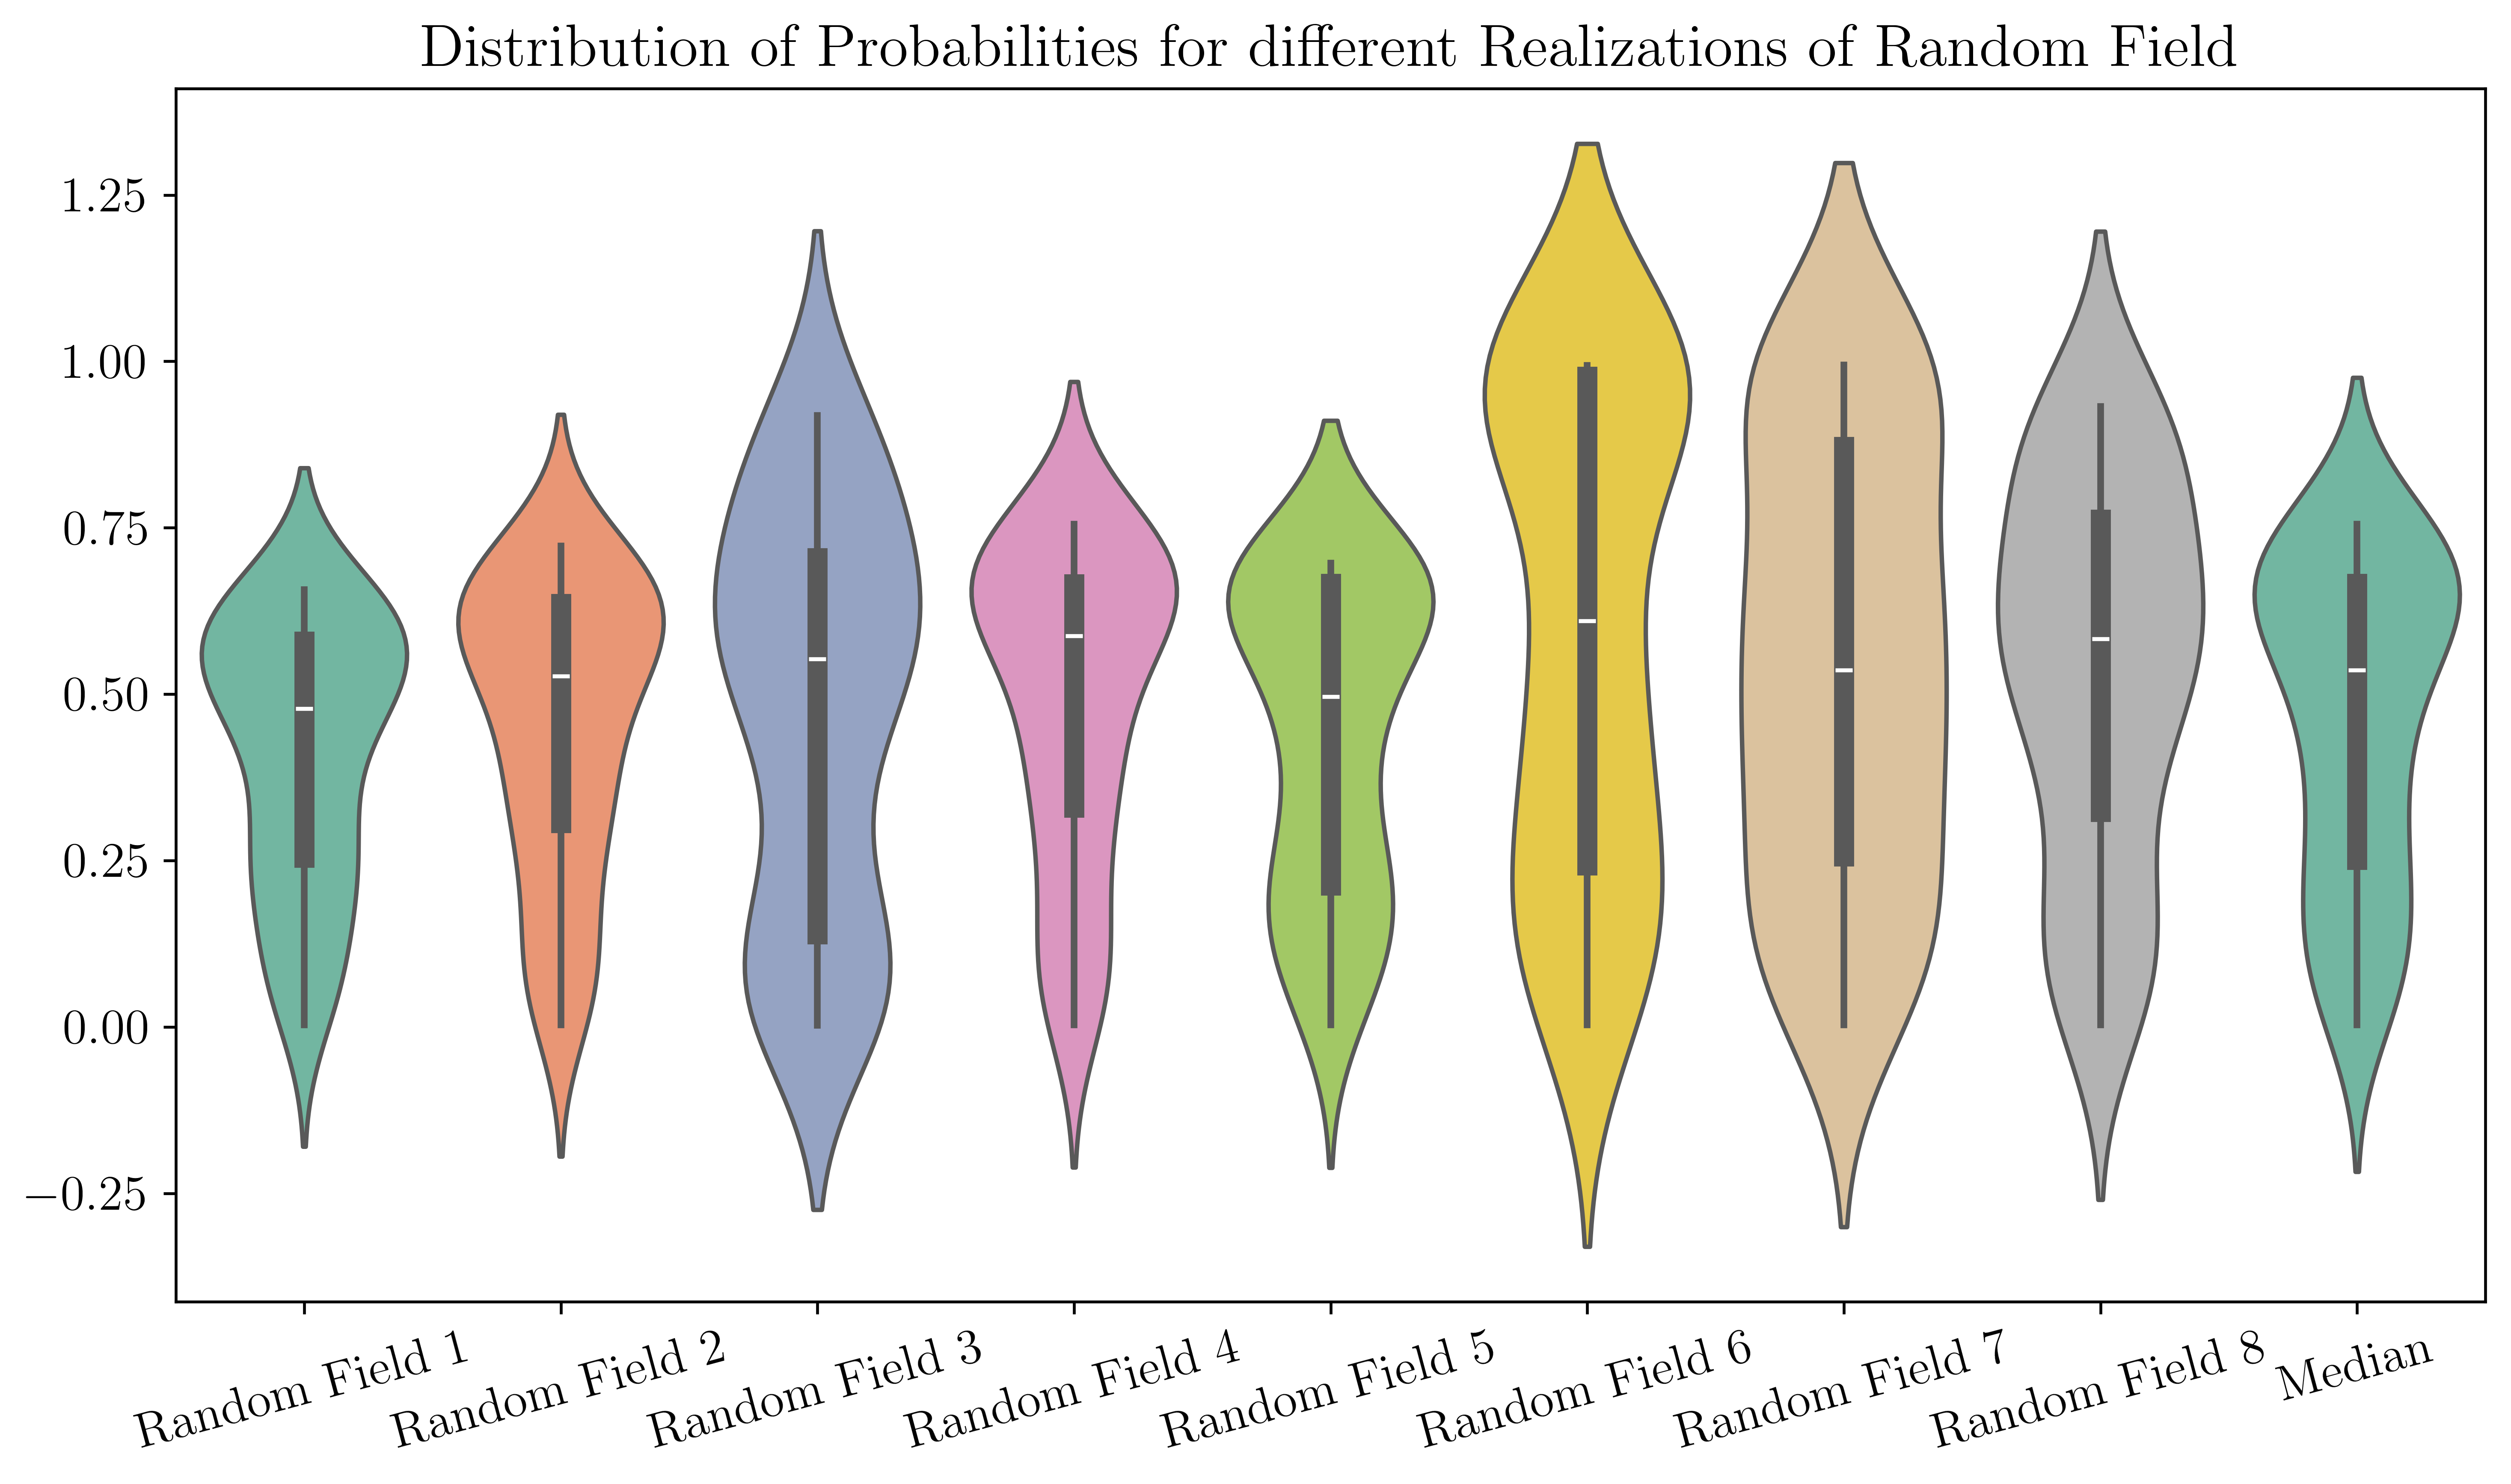 Distribution of Probabilities for different Realizations of Random Field
1.25
1.00
0.75
0.50
0.25
0.00
−0.25
Random Field 1
Random Field 2
Random Field 3
Random Field 4
Random Field 5
Random Field 6
Random Field 7
Random Field 8
Median